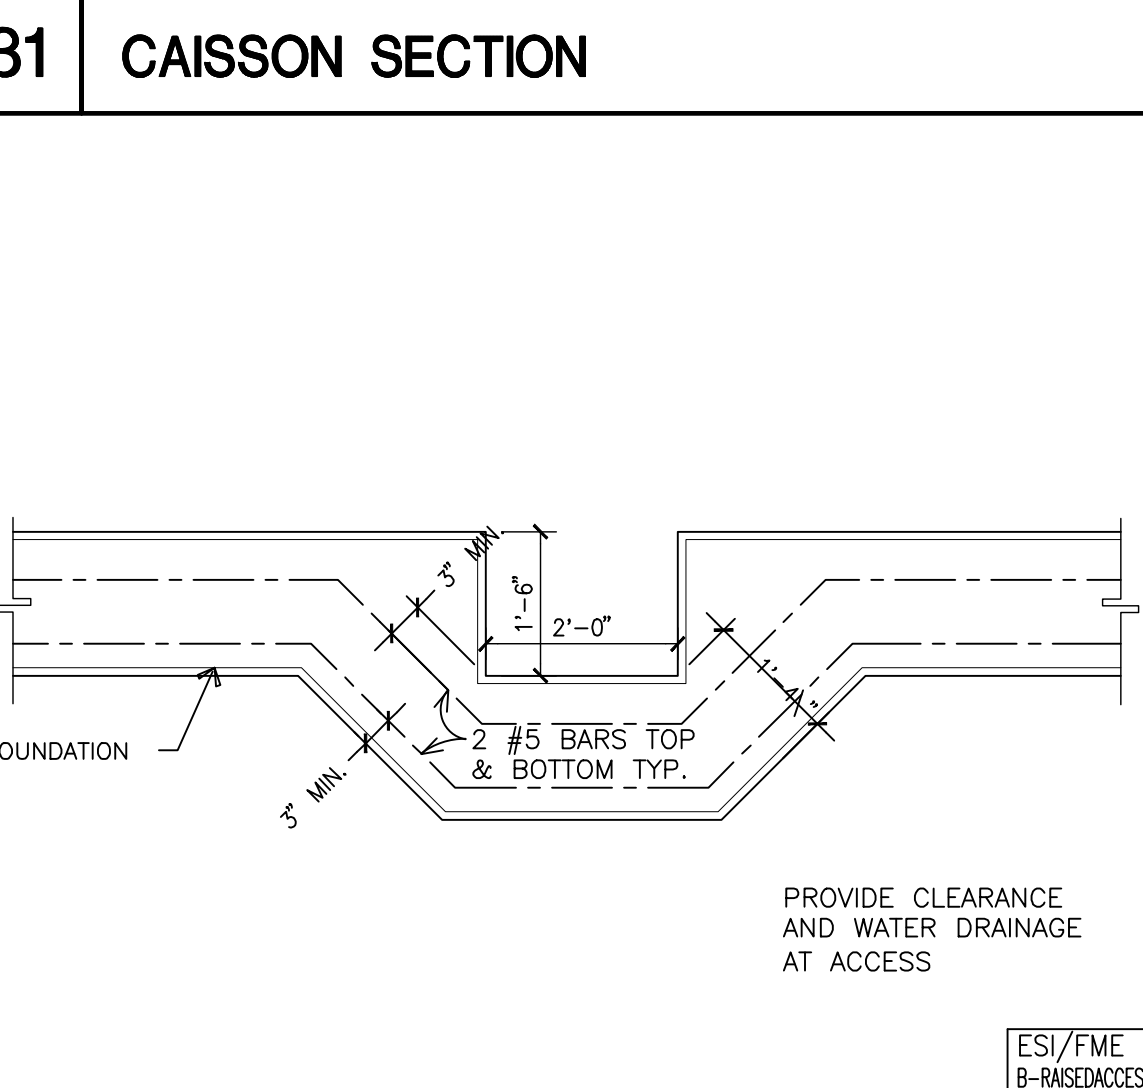 81
CAISSON SECTION
3" MIN.
1'-6"
2'-0"
2 #5 BARS TOP
& BOTTOM TYP.
OUNDATION
3" MIN.
PROVIDE CLEARANCE
AND WATER DRAINAGE
AT ACCESS
ESI/FME
B-RAISEDACCES